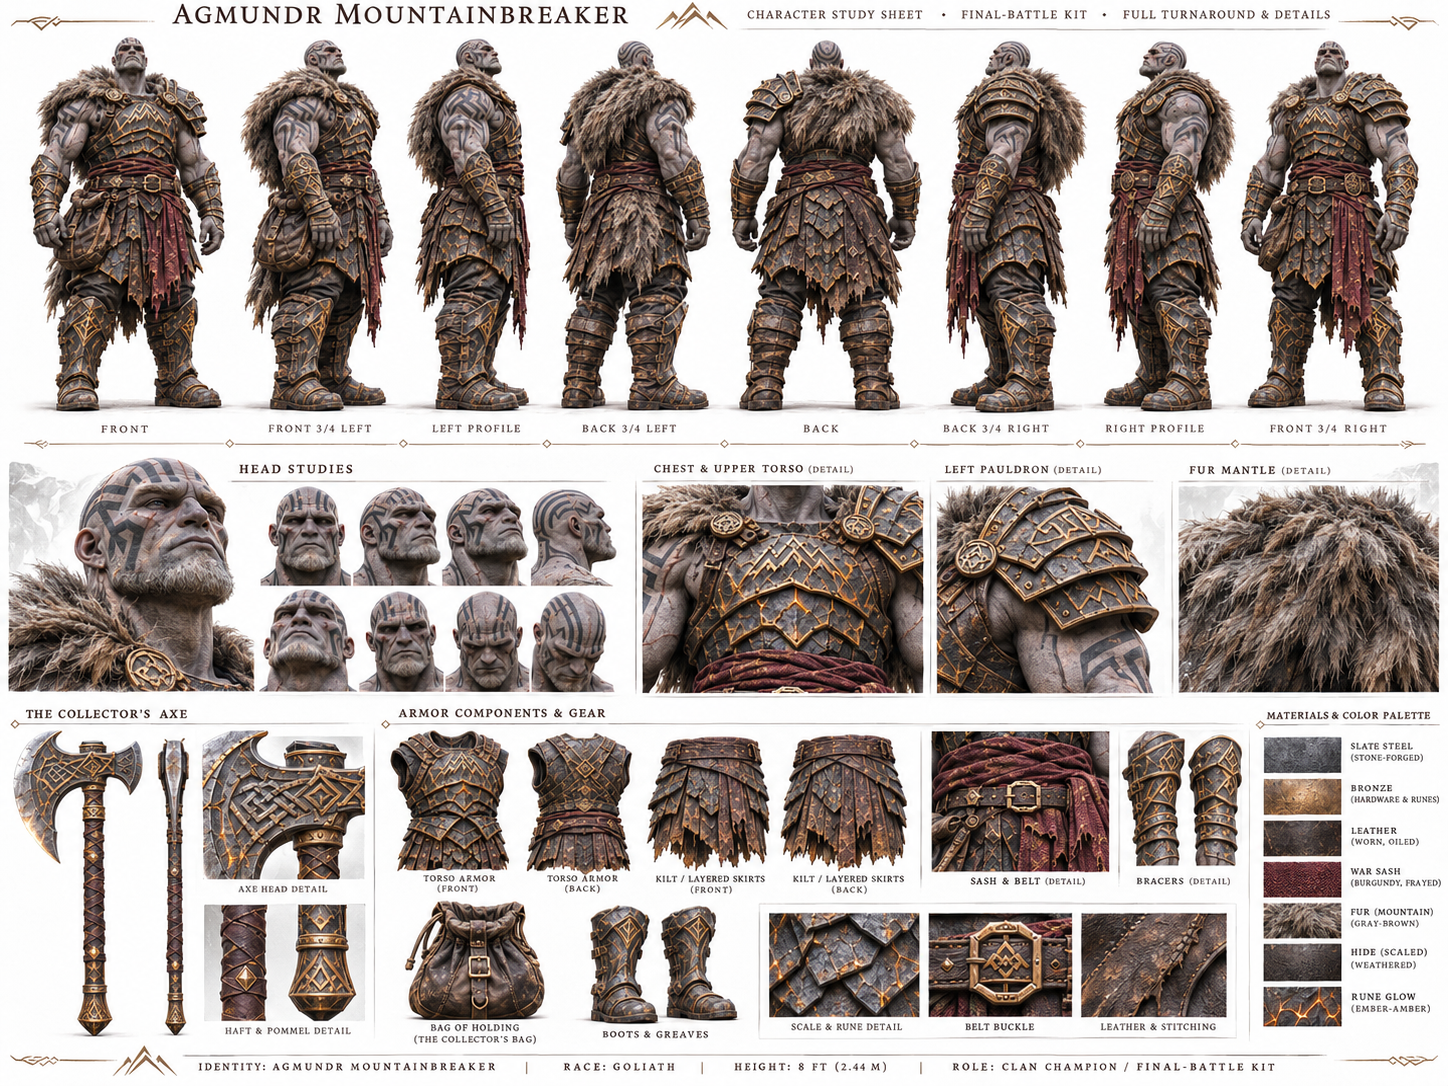 AGMUNDR MOUNTAINBREAKER
CHARACTER STUDY SHEET • FINAL-BATTLE KIT • FULL TURNAROUND & DETAILS
FRONT
FRONT 3/4 LEFT
LEFT PROFILE
BACK 3/4 LEFT
BACK
BACK 3/4 RIGHT
RIGHT PROFILE
FRONT 3/4 RIGHT
HEAD STUDIES
CHEST & UPPER TORSO (DETAIL)
LEFT PAULDRON (DETAIL)
FUR MANTLE (DETAIL)
THE COLLECTOR'S AXE
AXE HEAD DETAIL
HAFT & POMMEL DETAIL
ARMOR COMPONENTS & GEAR
TORSO ARMOR
(FRONT)
TORSO ARMOR
(BACK)
KILT / LAYERED SKIRTS
(FRONT)
KILT / LAYERED SKIRTS
(BACK)
SASH & BELT (DETAIL)
BRACERS (DETAIL)
BAG OF HOLDING
(THE COLLECTOR'S BAG)
BOOTS & GREAVES
SCALE & RUNE DETAIL
BELT BUCKLE
LEATHER & STITCHING
MATERIALS & COLOR PALETTE
SLATE STEEL
(STONE-FORGED)
BRONZE
(HARDWARE & RUNES)
LEATHER
(WORN, OILED)
WAR SASH
(BURGUNDY, FRAYED)
FUR (MOUNTAIN)
(GRAY-BROWN)
HIDE (SCALED)
(WEATHERED)
RUNE GLOW
(EMBER-AMBER)
IDENTITY: AGMUNDR MOUNTAINBREAKER | RACE: GOLIATH | HEIGHT: 8 FT (2.44 M) | ROLE: CLAN CHAMPION / FINAL-BATTLE KIT